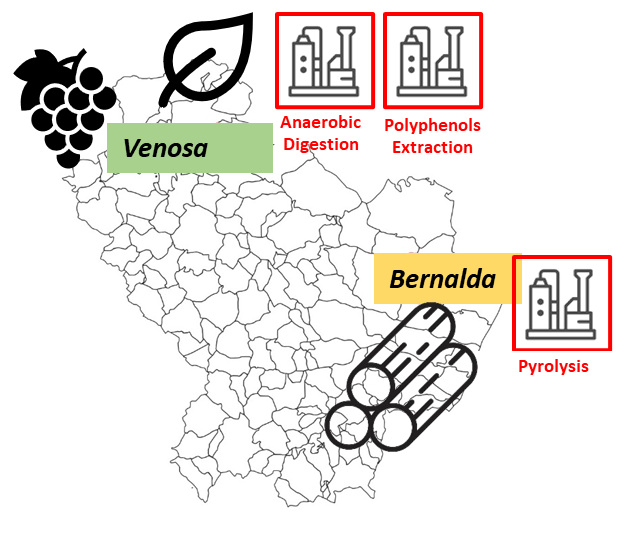 Anaerobic
Digestion
Polyphenols
Extraction
Venosa
Bernalda
Pyrolysis